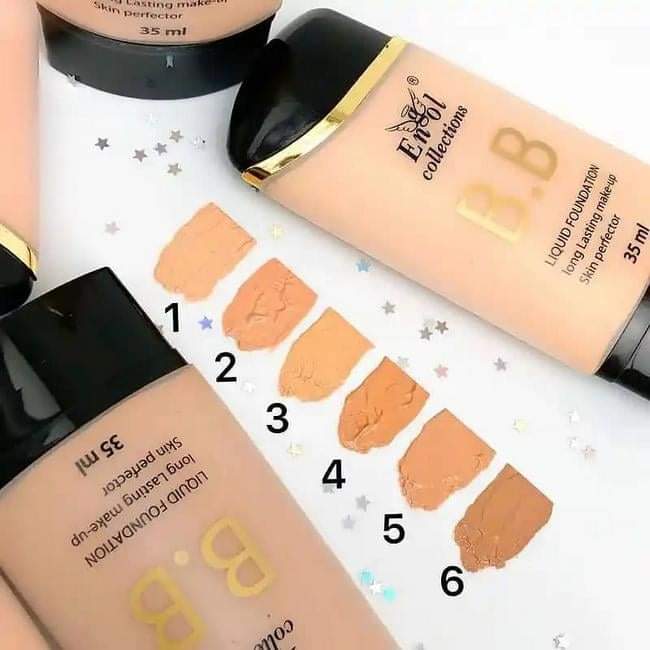 long Lasting make-up
Skin perfector
35 ml
Engol
®
collections
B.B
LIQUID FOUNDATION
long Lasting make-up
Skin perfector
35 ml
1
2
3
4
5
6
35 ml
Skin perfector
long Lasting make-up
LIQUID FOUNDATION
B.B